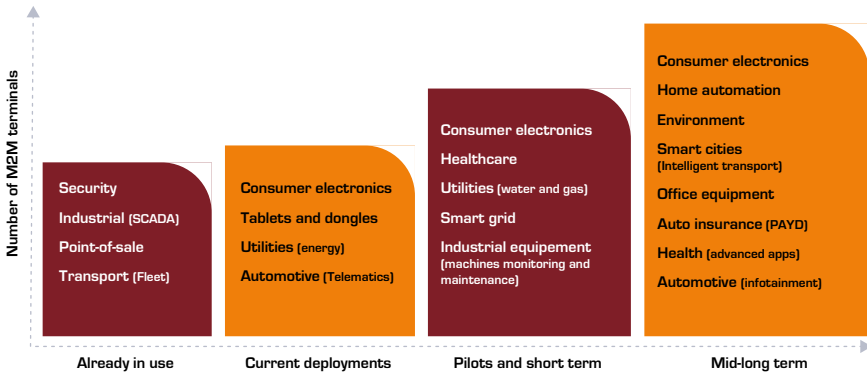 Number of M2M terminals
Security
Industrial (SCADA)
Point-of-sale
Transport (Fleet)
Consumer electronics
Tablets and dongles
Utilities (energy)
Automotive (Telematics)
Consumer electronics
Healthcare
Utilities (water and gas)
Smart grid
Industrial equipement
(machines monitoring and
maintenance)
Consumer electronics
Home automation
Environment
Smart cities
(Intelligent transport)
Office equipment
Auto insurance (PAYD)
Health (advanced apps)
Automotive (infotainment)
Already in use
Current deployments
Pilots and short term
Mid-long term